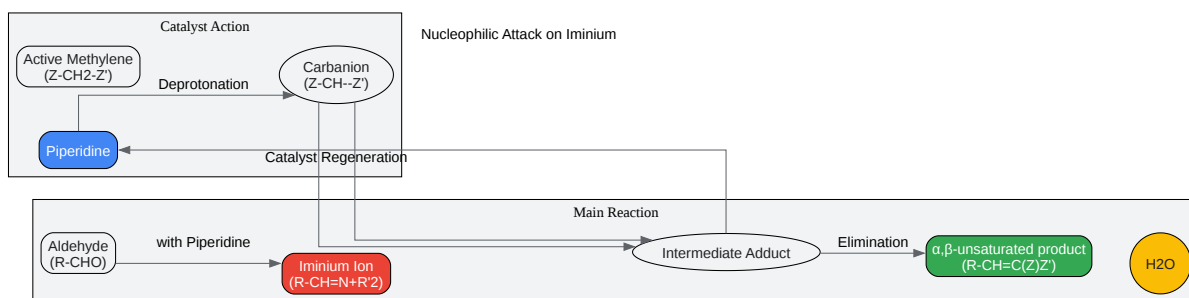 Catalyst Action
Nucleophilic Attack on Iminium
Active Methylene
(Z-CH2-Z')
Carbanion
(Z-CH--Z')
Deprotonation
Piperidine
Catalyst Regeneration
Main Reaction
Aldehyde
(R-CHO)
with Piperidine
Iminium Ion
(R-CH=N+R'2)
Intermediate Adduct
Elimination
α,β-unsaturated product
(R-CH=C(Z)Z')
H2O